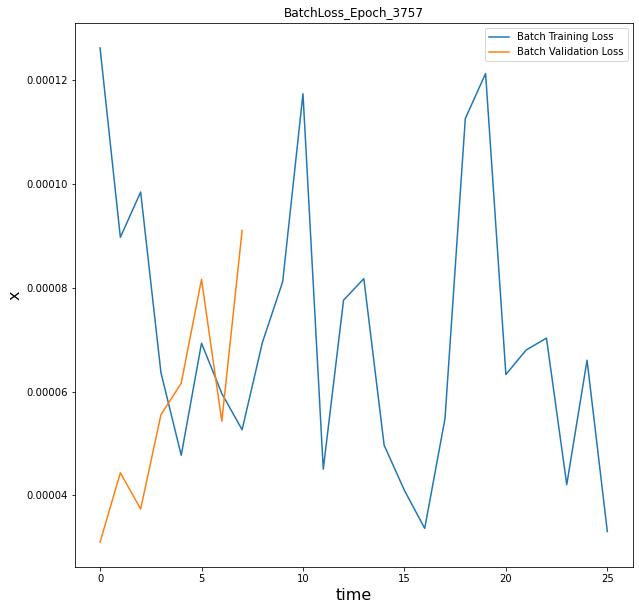 BatchLoss_Epoch_3757
Batch Training Loss
Batch Validation Loss
0.00012
0.00010
0.00008
0.00006
0.00004
x
0 5 10 15 20 25
time